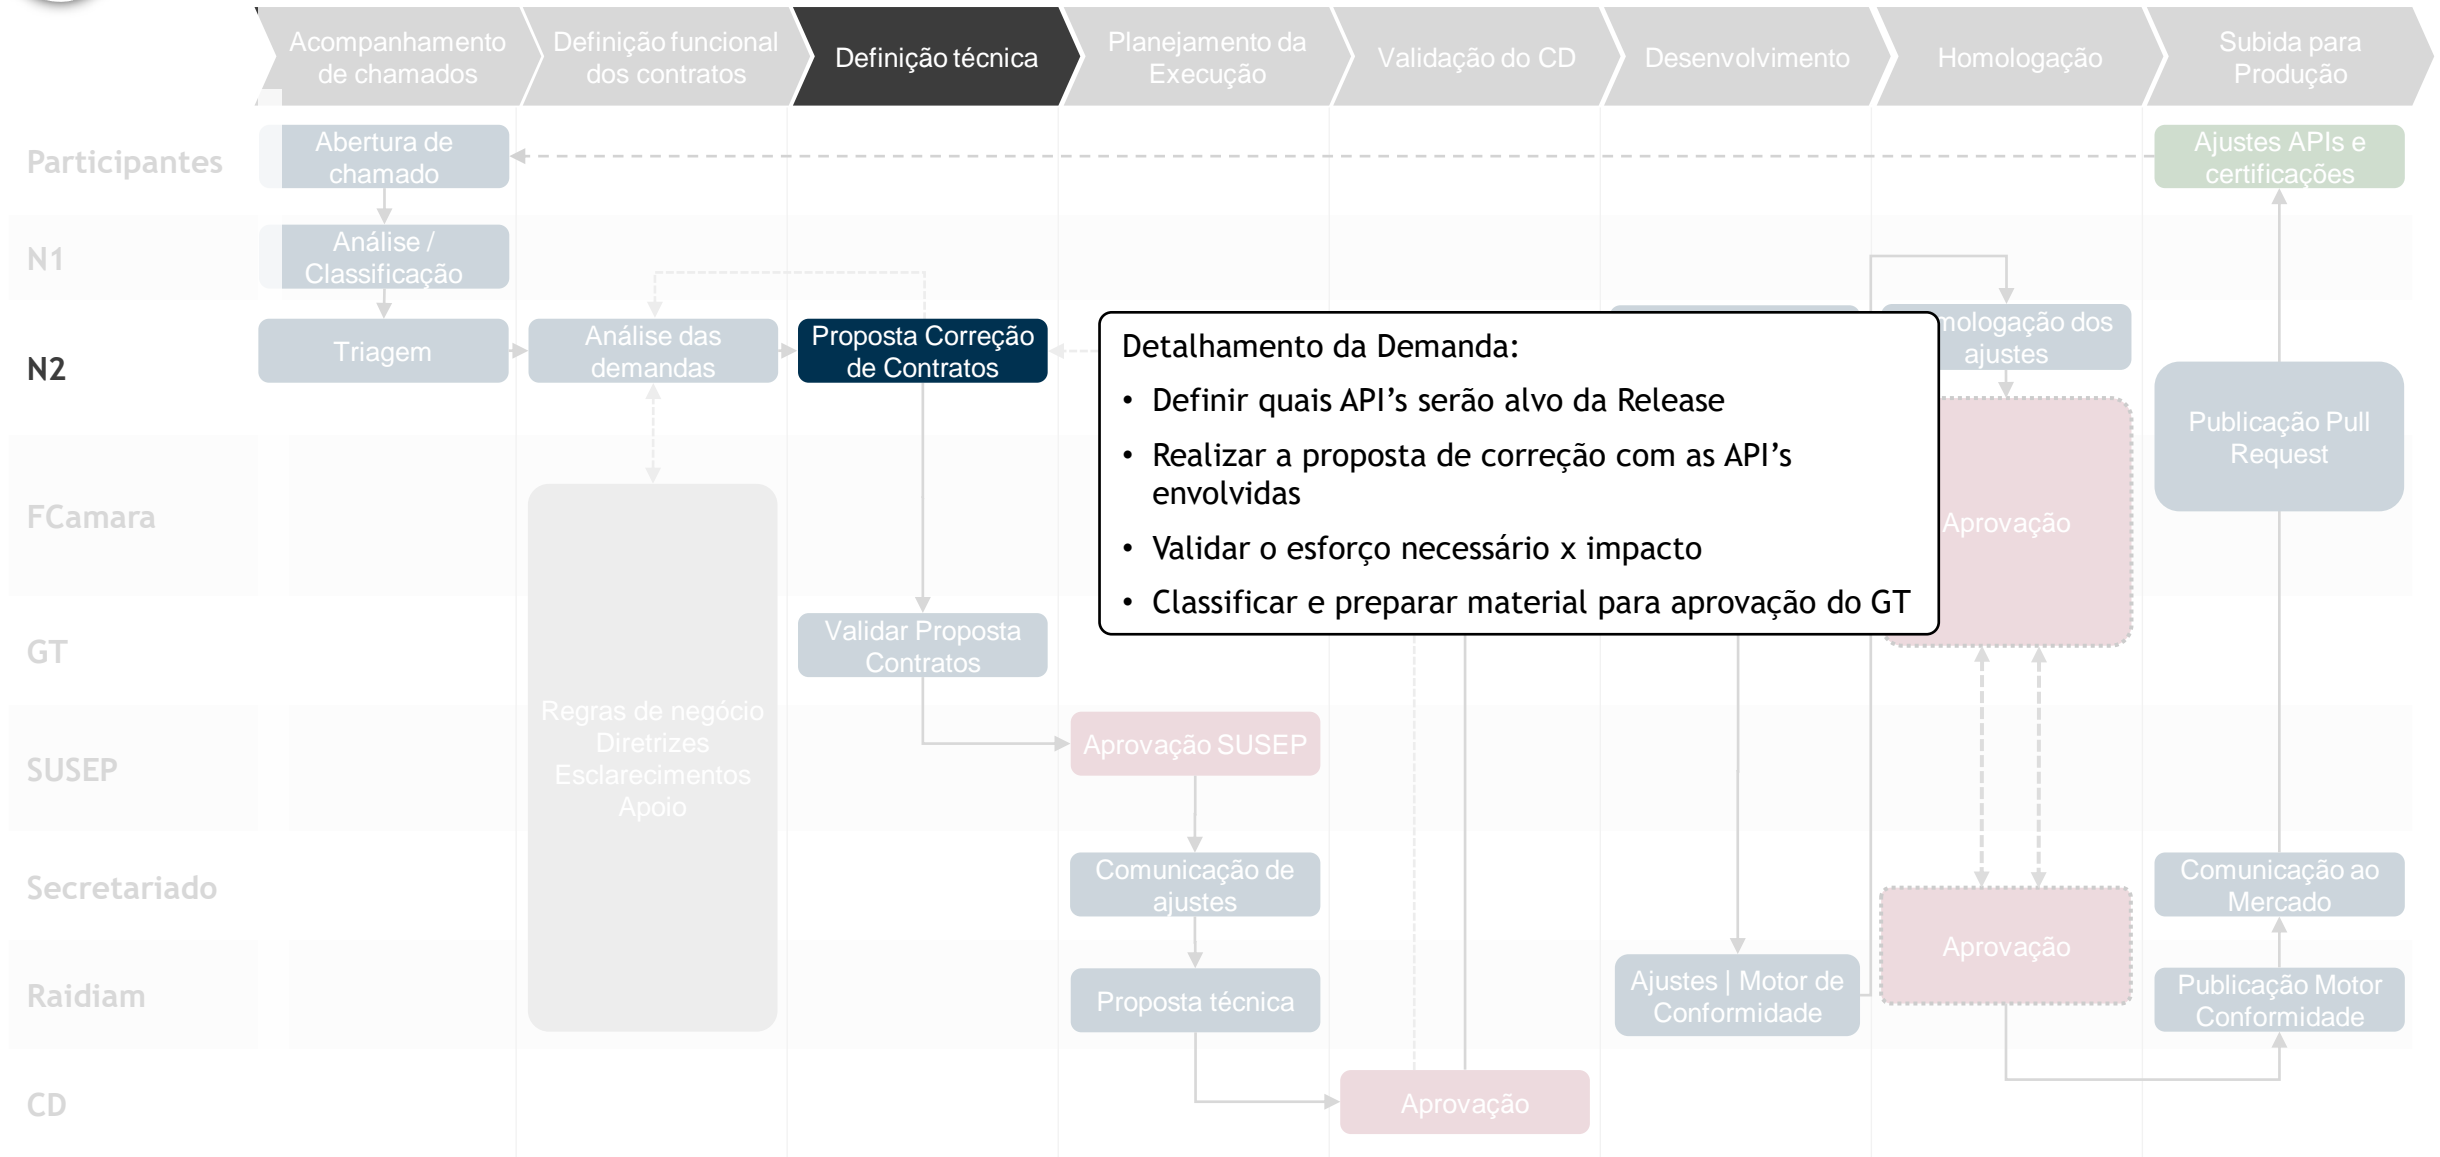 Acompanhamento
de chamados
Definição funcional
dos contratos
Definição técnica
Planejamento da
Execução
Validação do CD
Desenvolvimento
Homologação
Subida para
Produção
Participantes
Abertura de
chamado
Ajustes APIs e
certificações
N1
Análise /
Classificação
N2
Triagem
Análise das
demandas
Proposta Correção
de Contratos
Detalhamento da Demanda:
• Definir quais API’s serão alvo da Release
• Realizar a proposta de correção com as API’s
envolvidas
• Validar o esforço necessário x impacto
• Classificar e preparar material para aprovação do GT
mologação dos
ajustes
Publicação Pull
Request
FCamara
Aprovação
GT
Validar Proposta
Contratos
Regras de negócio
Diretrizes
Esclarecimentos
Apoio
SUSEP
Aprovação SUSEP
Secretariado
Comunicação de
ajustes
Comunicação ao
Mercado
Aprovação
Raidiam
Proposta técnica
Ajustes | Motor de
Conformidade
Publicação Motor
Conformidade
CD
Aprovação